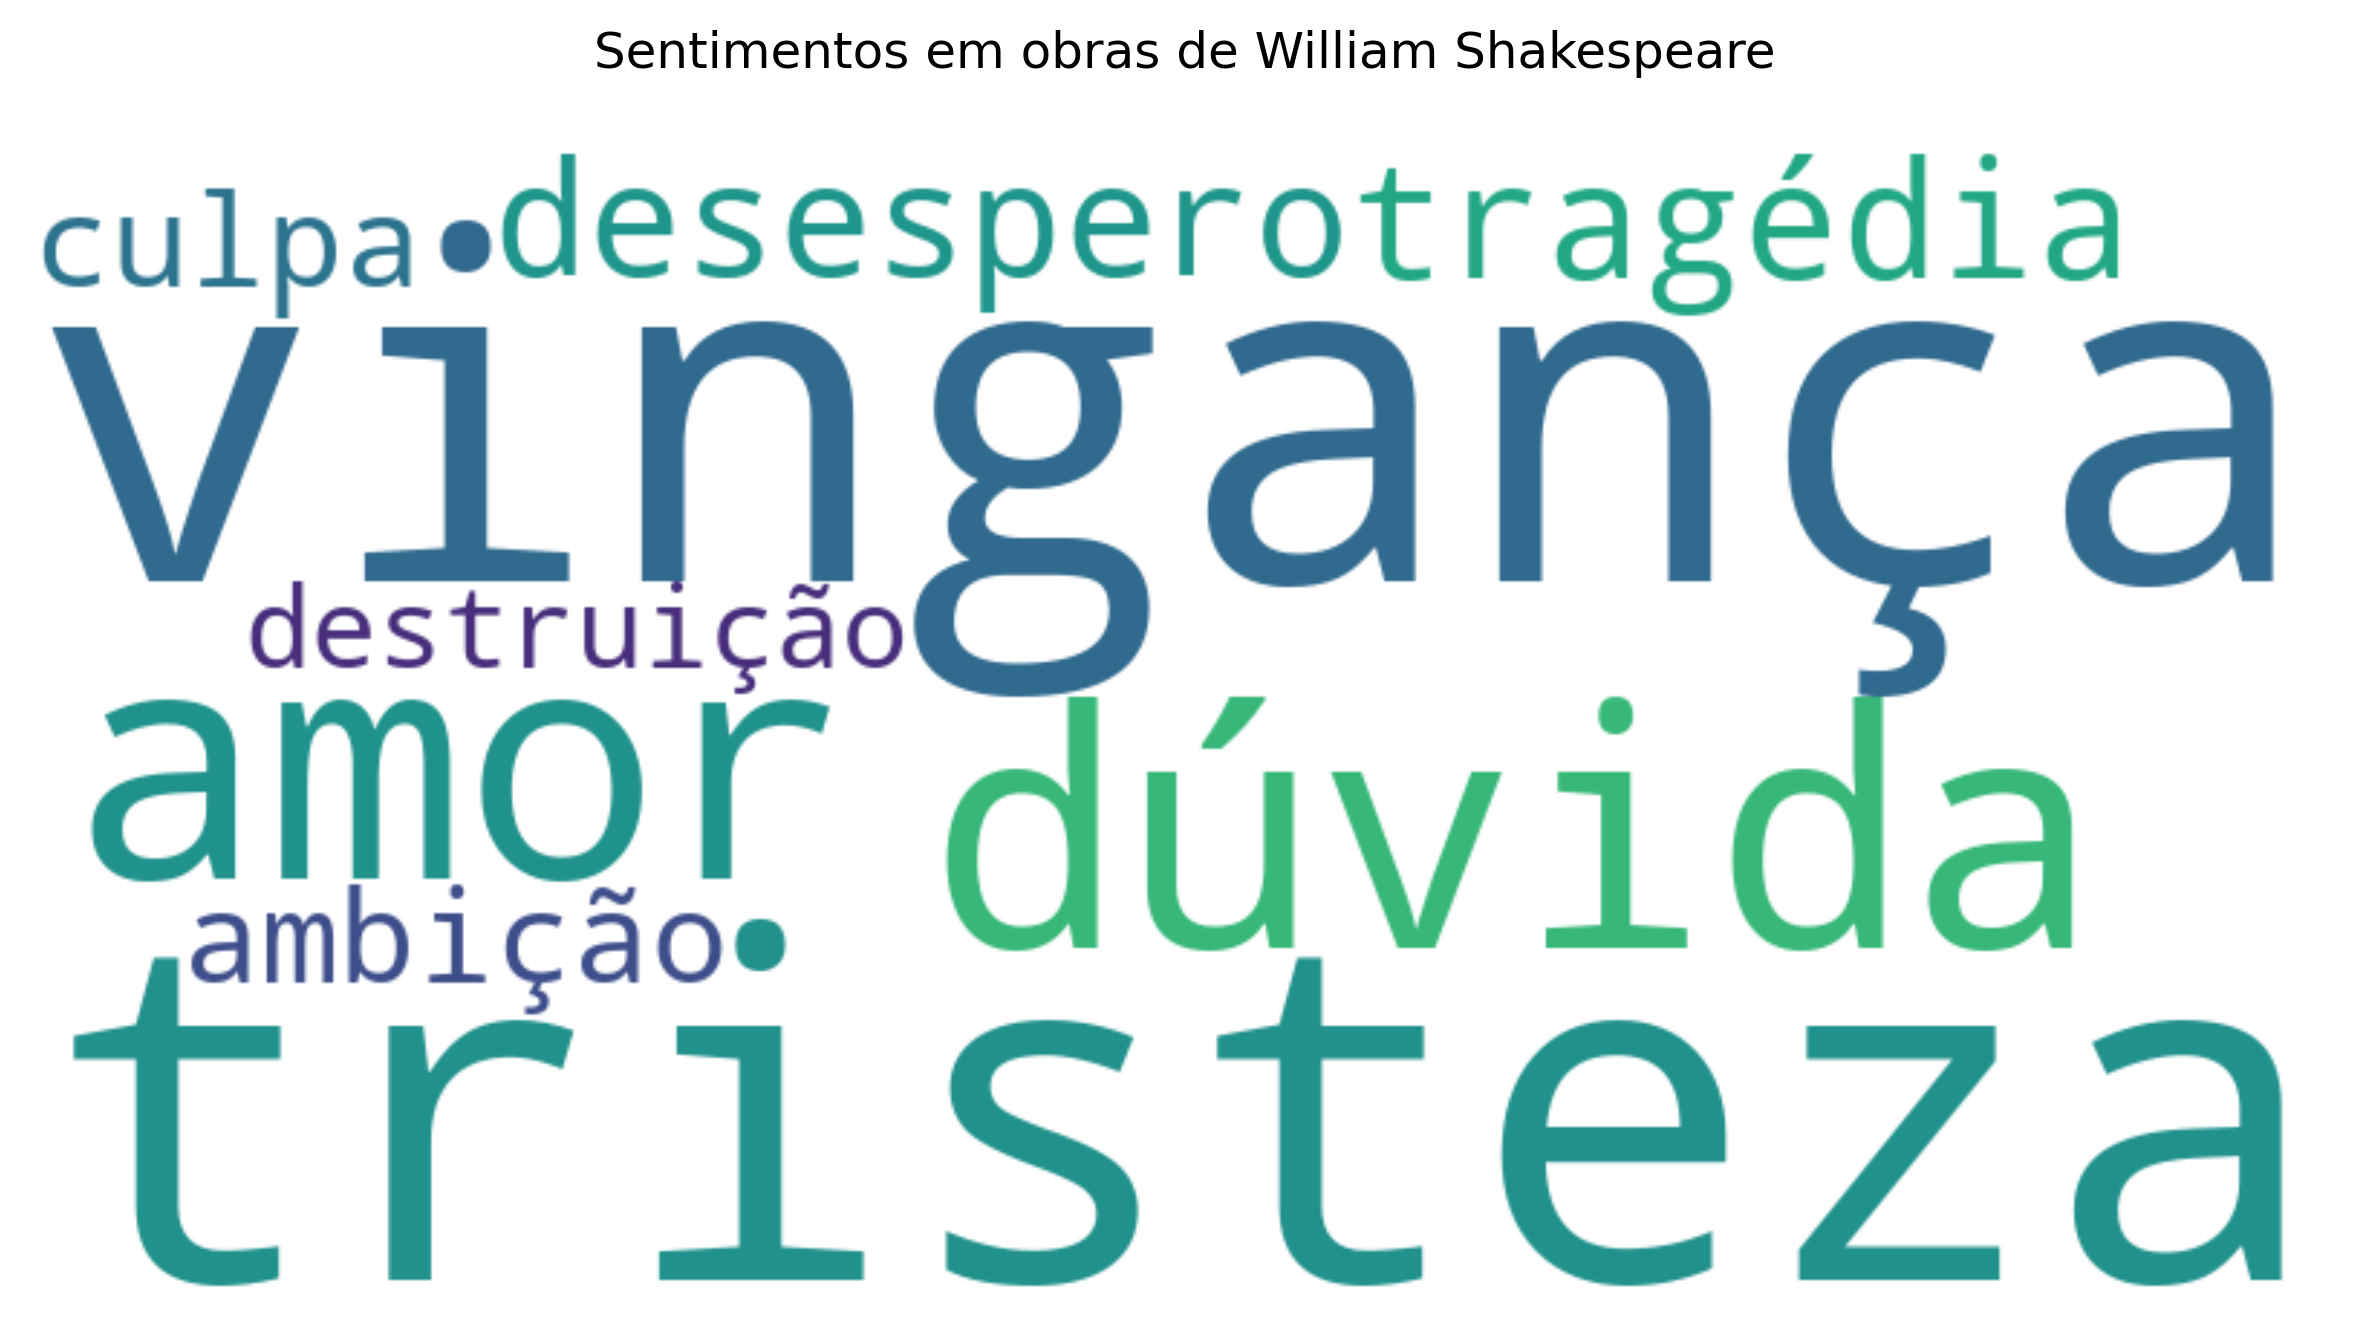 Sentimentos em obras de William Shakespeare
culpa desespero tragédia
vingança
destruição
amor dúvida
ambição
tristeza